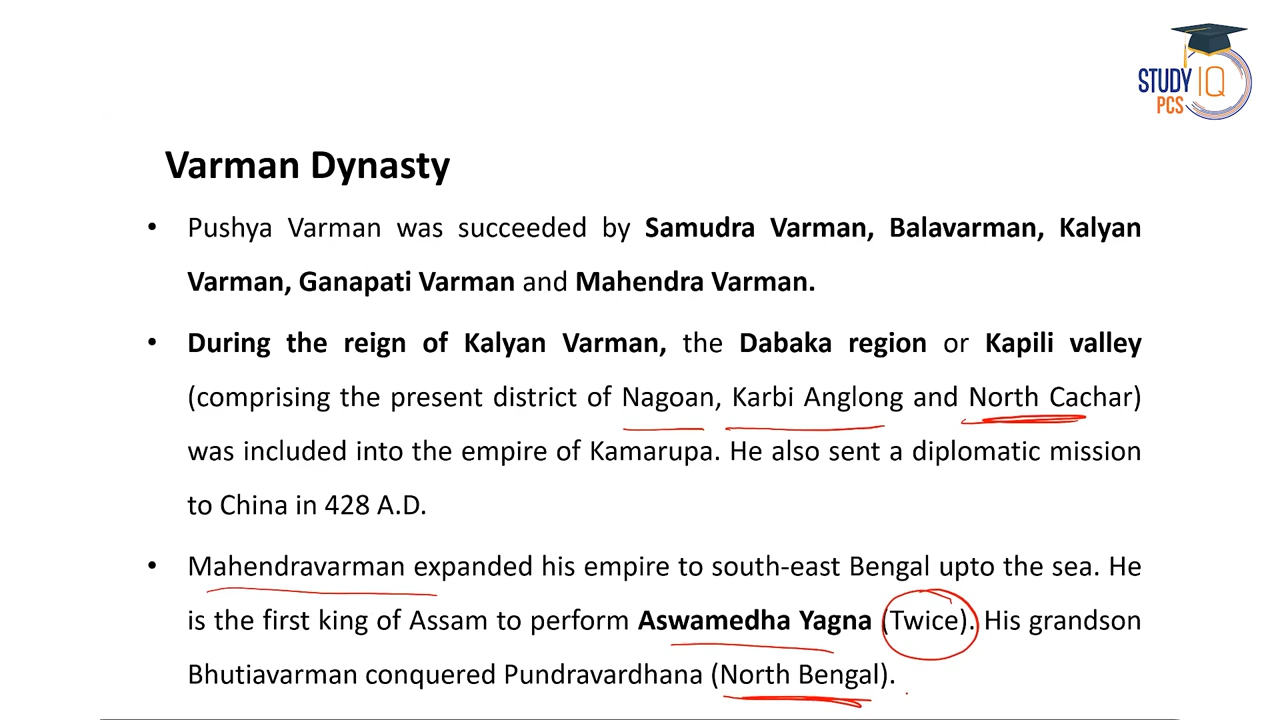 STUDY IQ
PCS
Varman Dynasty
• Pushya Varman was succeeded by Samudra Varman, Balavarman, Kalyan
Varman, Ganapati Varman and Mahendra Varman.
• During the reign of Kalyan Varman, the Dabaka region or Kapili valley
(comprising the present district of Nagoan, Karbi Anglong and North Cachar)
was included into the empire of Kamarupa. He also sent a diplomatic mission
to China in 428 A.D.
• Mahendravarman expanded his empire to south-east Bengal upto the sea. He
is the first king of Assam to perform Aswamedha Yagna (Twice). His grandson
Bhutiavarman conquered Pundravardhana (North Bengal).